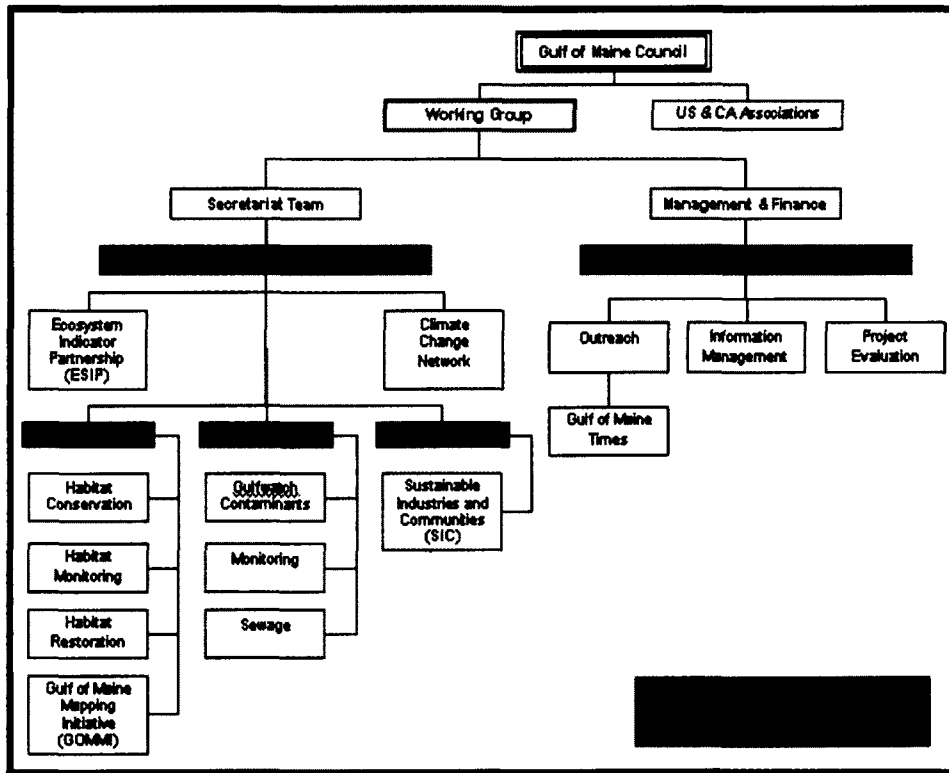 Gulf of Maine Council
Working Group
US & CA Associations
Secretariat Team
Management & Finance
Ecosystem
Indicator
Partnership
(ESIP)
Climate
Change
Network
Outreach
Information
Management
Project
Evaluation
Gulf of Maine
Times
Habitat
Conservation
Habitat
Monitoring
Habitat
Restoration
Gulf of Maine
Mapping
Initiative
(GOMMI)
Gulfwatch
Contaminants
Monitoring
Sewage
Sustainable
Industries and
Communities
(SIC)